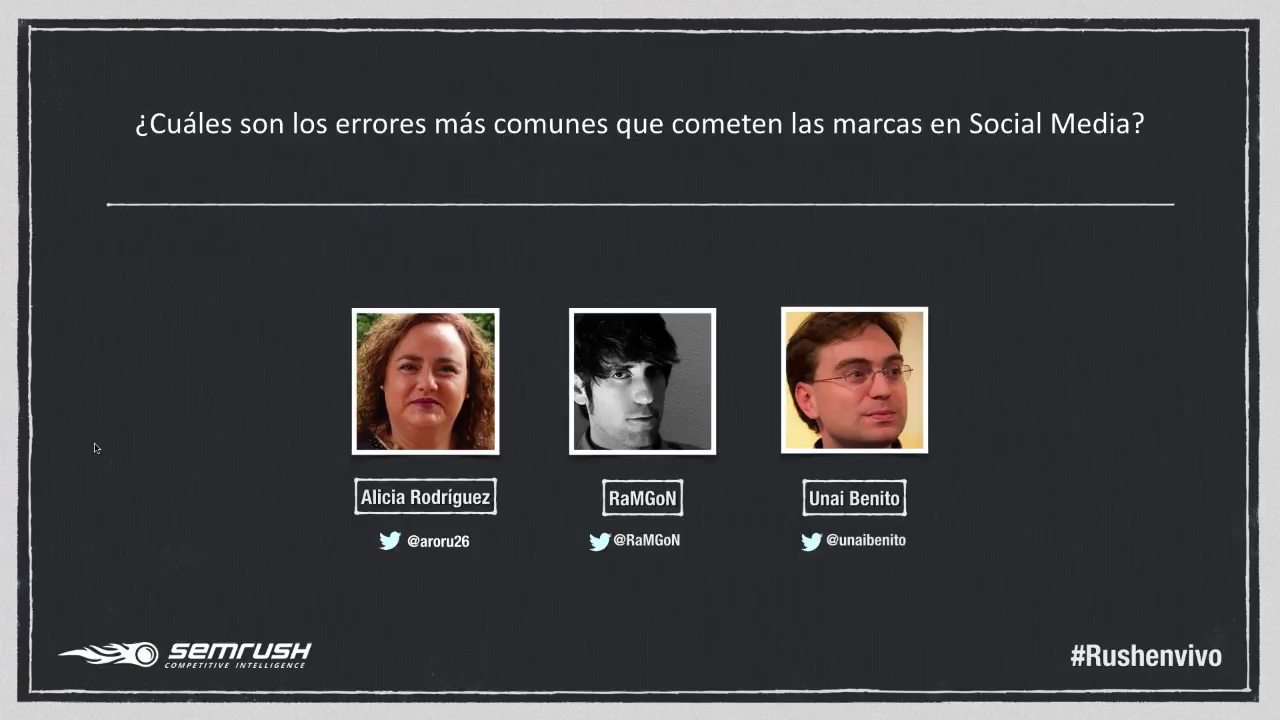 ¿Cuáles son los errores más comunes que cometen las marcas en Social Media?
Alicia Rodríguez
RaMGoN
Unai Benito
@aroru26
@RaMGoN
@unaibenito
SEMRUSH
COMPETITIVE INTELLIGENCE
#Rushenvivo